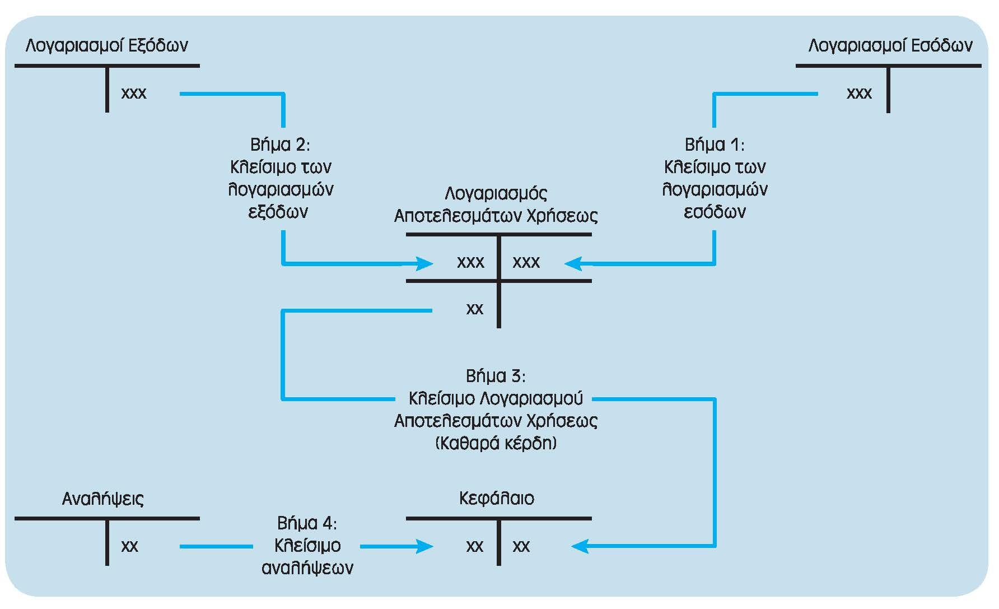 Λογαριασμοί Εξόδων
Λογαριασμοί Εσόδων
xxx
xxx
Βήμα 2:
Κλείσιμο των
λογαριασμών
εξόδων
Βήμα 1:
Κλείσιμο των
λογαριασμών
εσόδων
Λογαριασμός
Αποτελεσμάτων Χρήσεως
xxx xxx
xx
Βήμα 3:
Κλείσιμο Λογαριασμού
Αποτελεσμάτων Χρήσεως
(Καθαρά κέρδη)
Αναλήψεις
xx
Βήμα 4:
Κλείσιμο
αναλήψεων
Κεφάλαιο
xx xx